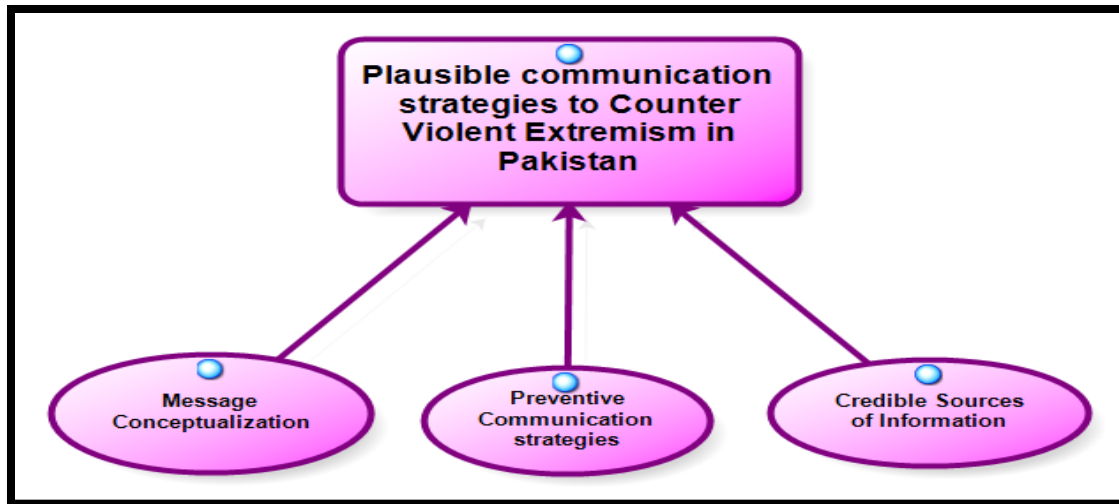 Plausible communication
strategies to Counter
Violent Extremism in
Pakistan
Message
Conceptualization
Preventive
Communication
strategies
Credible Sources
of Information